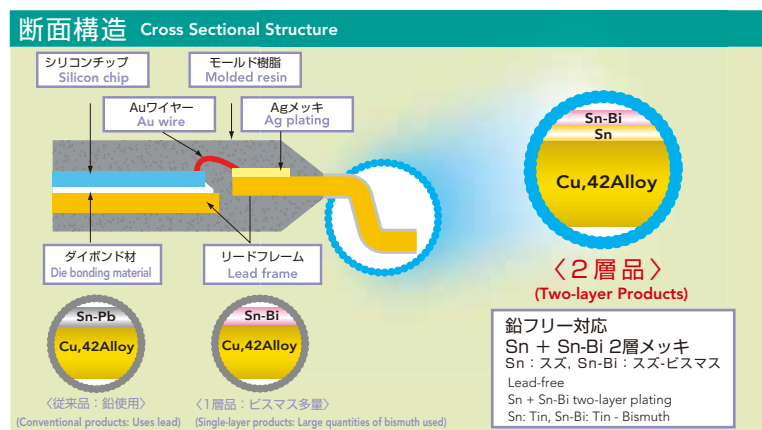 断面構造 Cross Sectional Structure
シリコンチップ
Silicon chip
モールド樹脂
Molded resin
Auワイヤー
Au wire
Agメッキ
Ag plating
ダイボンド材
Die bonding material
リードフレーム
Lead frame
Sn-Bi
Sn
Cu,42Alloy
〈2層品〉
(Two-layer Products)
Sn-Pb
Cu,42Alloy
〈従来品：鉛使用〉
(Conventional products: Uses lead)
Sn-Bi
Cu,42Alloy
〈1層品：ビスマス多量〉
(Single-layer products: Large quantities of bismuth used)
鉛フリー対応
Sn ＋ Sn-Bi 2層メッキ
Sn：スズ, Sn-Bi：スズ-ビスマス
Lead-free
Sn + Sn-Bi two-layer plating
Sn: Tin, Sn-Bi: Tin - Bismuth